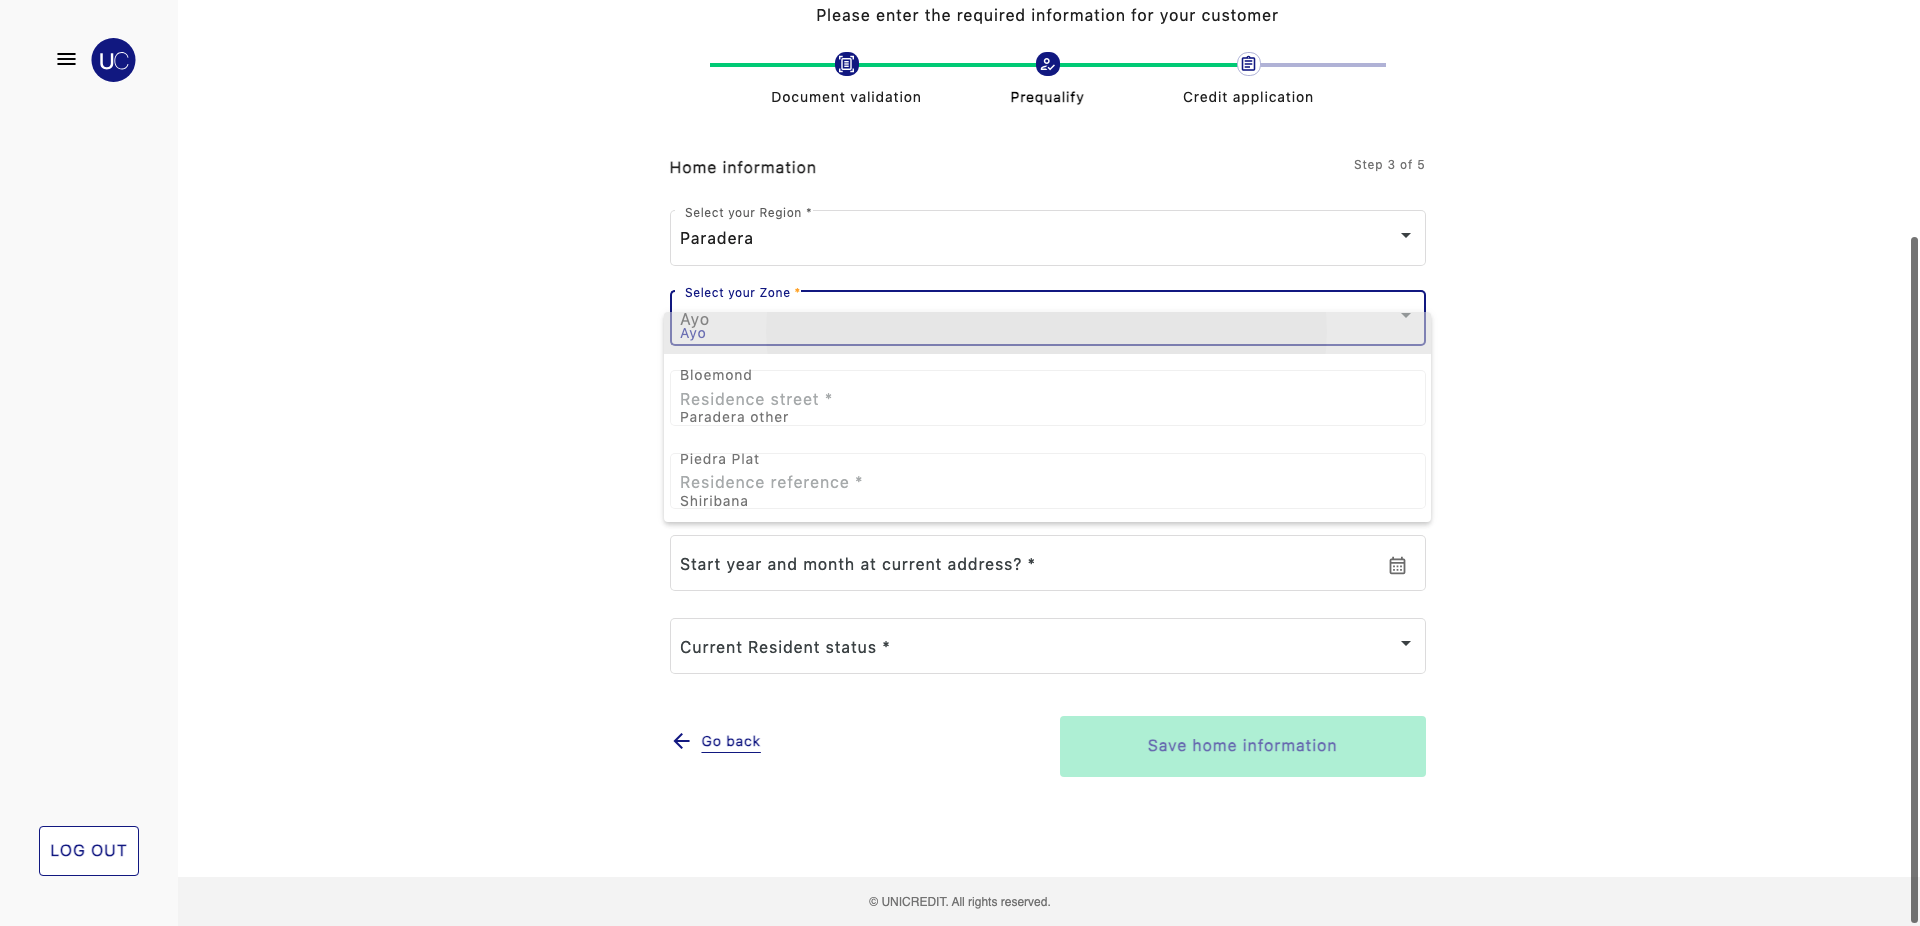 Please enter the required information for your customer
UC
Document validation
Prequalify
Credit application
Home information
Step 3 of 5
Select your Region *
Paradera
Select your Zone *
Ayo
Ayo
Bloemond
Residence street *
Paradera other
Piedra Plat
Residence reference *
Shiribana
Start year and month at current address? *
Current Resident status *
Go back
Save home information
LOG OUT
© UNICREDIT. All rights reserved.